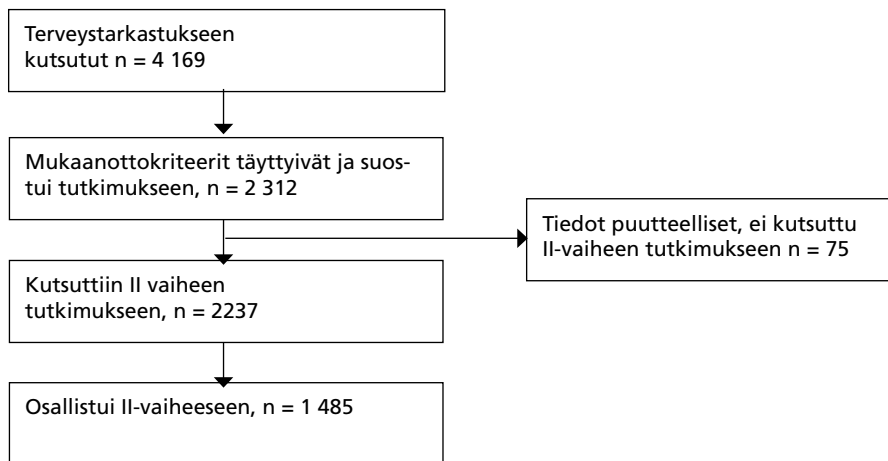 Terveystarkastukseen
kutsutut n = 4 169
Mukaanottokriteerit täyttyivät ja suos-
tui tutkimukseen, n = 2 312
Tiedot puutteelliset, ei kutsuttu
II-vaiheen tutkimukseen n = 75
Kutsuttiin II vaiheen
tutkimukseen, n = 2237
Osallistui II-vaiheeseen, n = 1 485